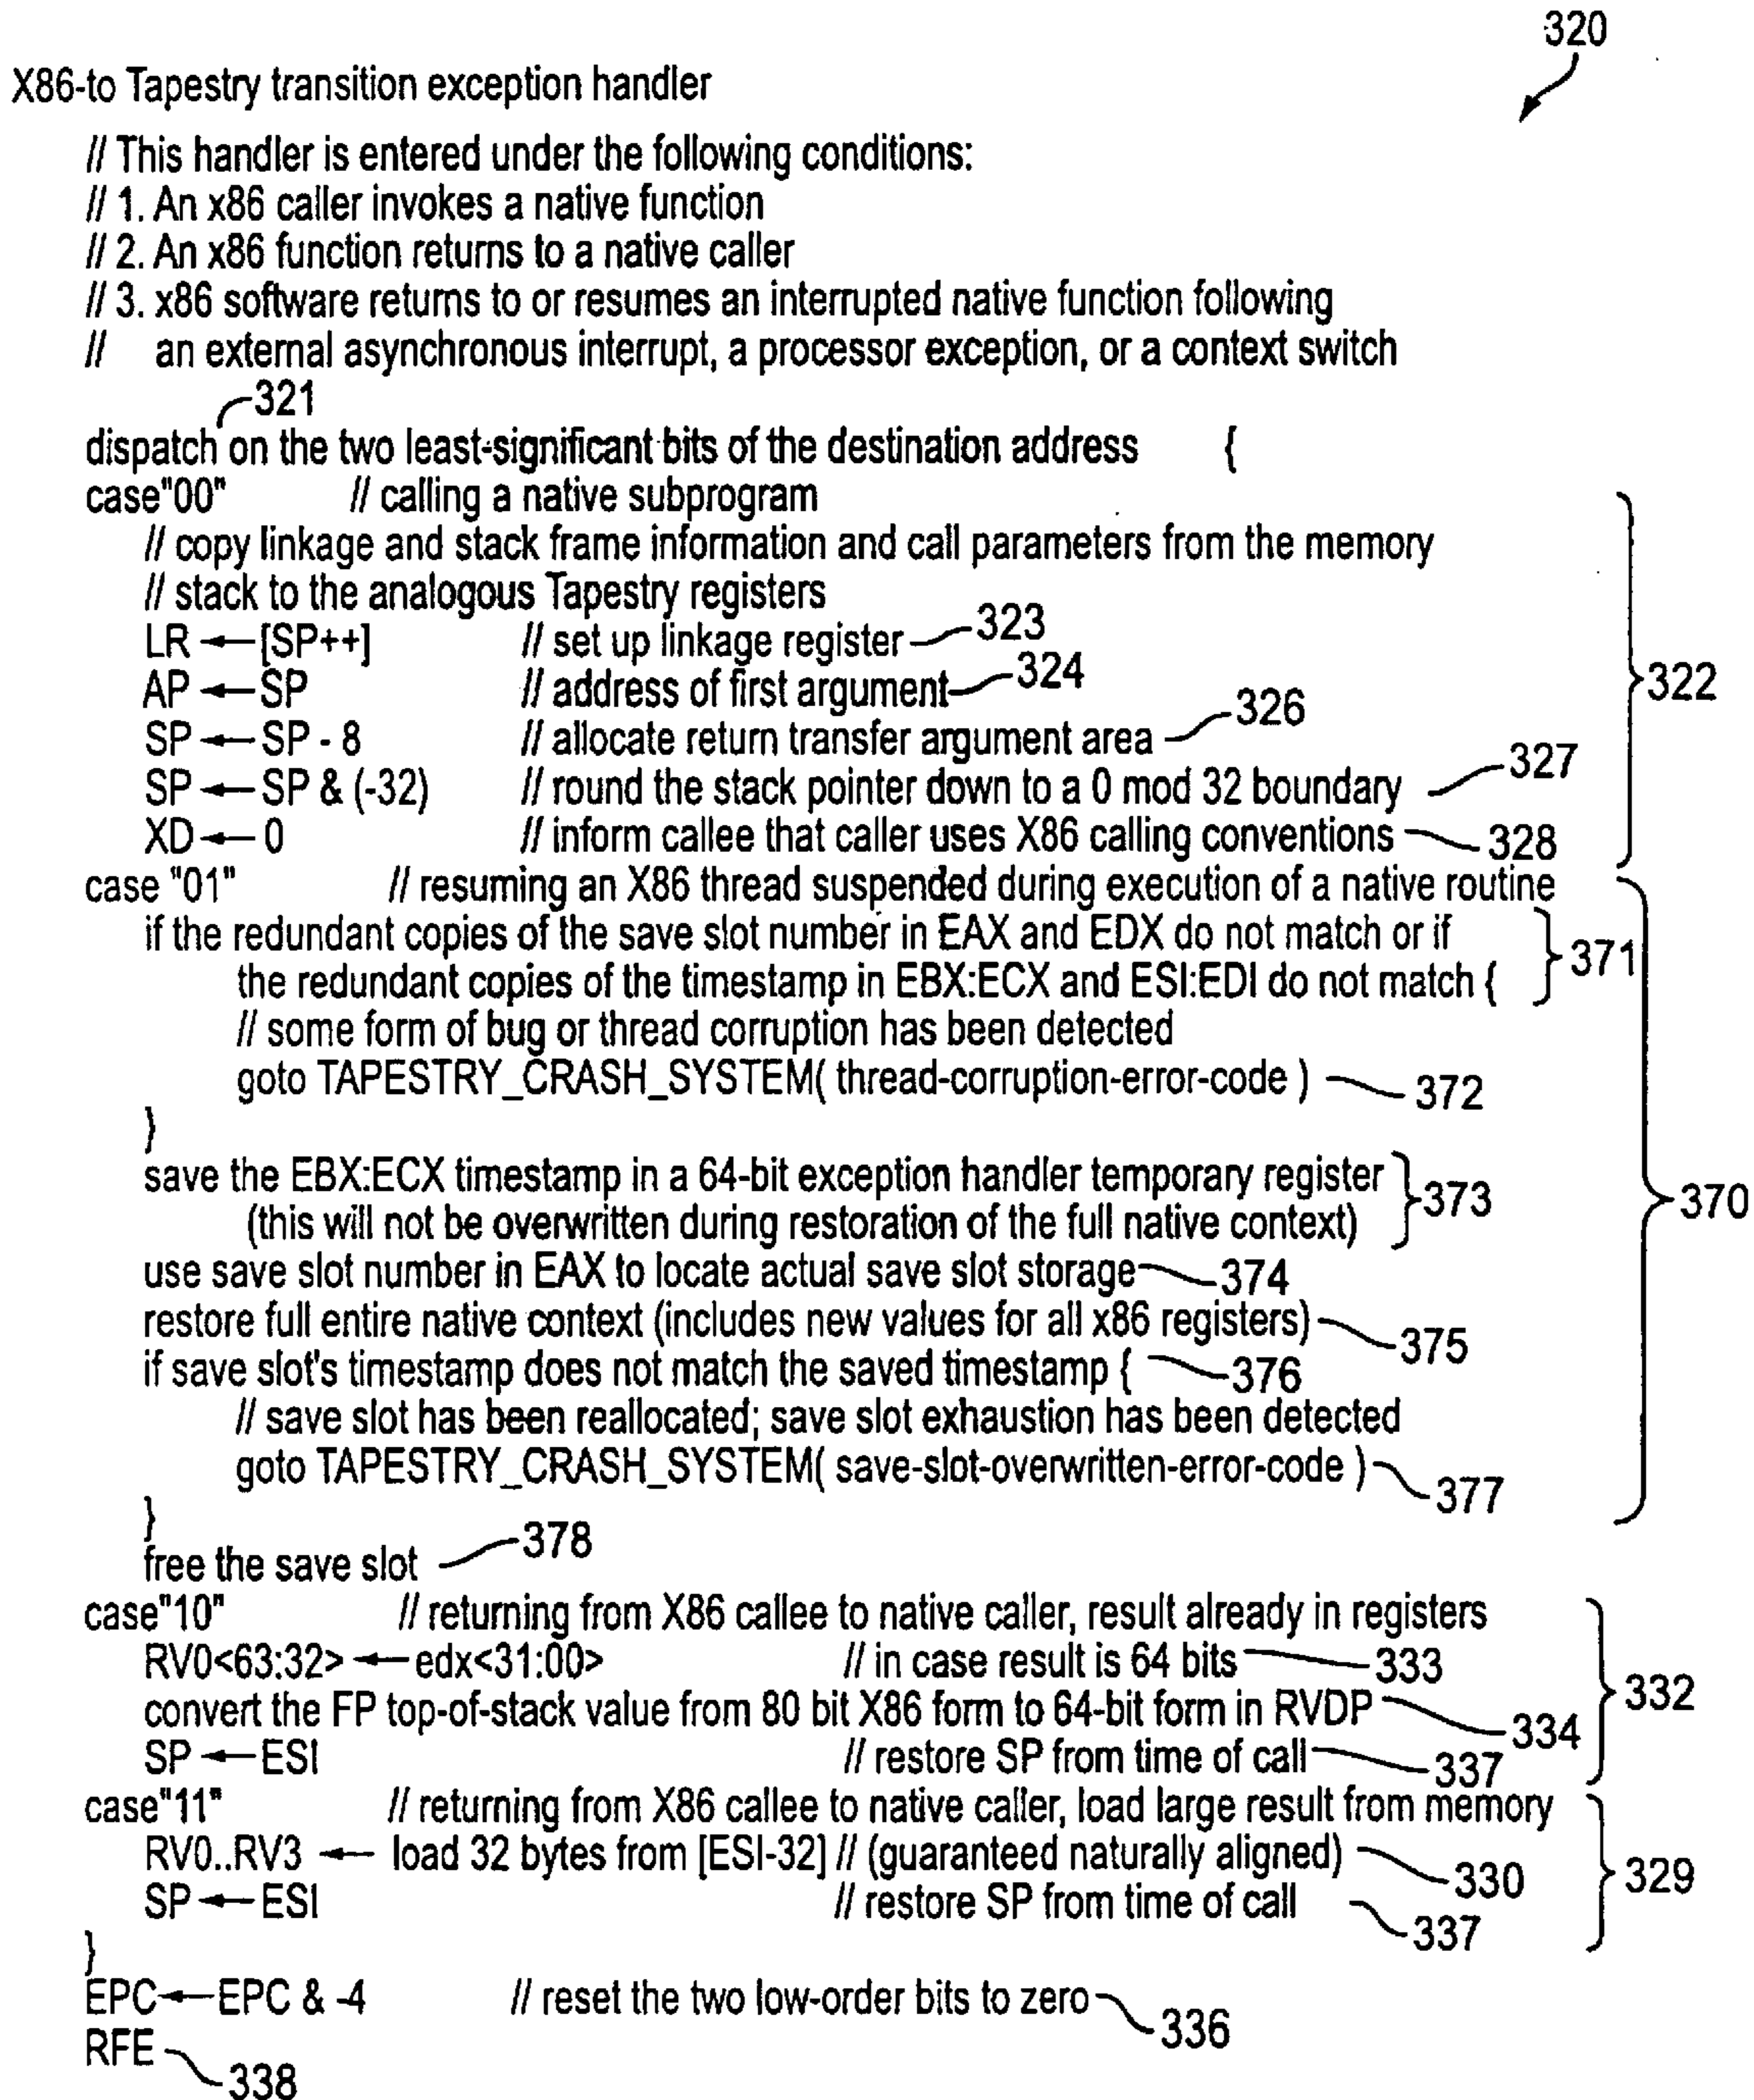 320
X86-to Tapestry transition exception handler
// This handler is entered under the following conditions:
// 1. An x86 caller invokes a native function
// 2. An x86 function returns to a native caller
// 3. x86 software returns to or resumes an interrupted native function following
// an external asynchronous interrupt, a processor exception, or a context switch
321
dispatch on the two least-significant bits of the destination address {
case"00" // calling a native subprogram
// copy linkage and stack frame information and call parameters from the memory
// stack to the analogous Tapestry registers
LR ← [SP++] // set up linkage register 323
AP ← SP // address of first argument 324
322
SP ← SP - 8 // allocate return transfer argument area 326
SP ← SP & (-32) // round the stack pointer down to a 0 mod 32 boundary 327
XD ← 0 // inform callee that caller uses X86 calling conventions 328
case "01" // resuming an X86 thread suspended during execution of a native routine
if the redundant copies of the save slot number in EAX and EDX do not match or if
the redundant copies of the timestamp in EBX:ECX and ESI:EDI do not match { 371
// some form of bug or thread corruption has been detected
goto TAPESTRY_CRASH_SYSTEM( thread-corruption-error-code ) 372
}
save the EBX:ECX timestamp in a 64-bit exception handler temporary register
(this will not be overwritten during restoration of the full native context) 373
370
use save slot number in EAX to locate actual save slot storage 374
restore full entire native context (includes new values for all x86 registers) 375
if save slot's timestamp does not match the saved timestamp { 376
// save slot has been reallocated; save slot exhaustion has been detected
goto TAPESTRY_CRASH_SYSTEM( save-slot-overwritten-error-code ) 377
}
free the save slot 378
case"10" // returning from X86 callee to native caller, result already in registers
RV0<63:32> ← edx<31:00> // in case result is 64 bits 333
332
convert the FP top-of-stack value from 80 bit X86 form to 64-bit form in RVDP 334
SP ← ESI // restore SP from time of call 337
case"11" // returning from X86 callee to native caller, load large result from memory
RV0..RV3 ← load 32 bytes from [ESI-32] // (guaranteed naturally aligned) 330
329
SP ← ESI // restore SP from time of call 337
}
EPC ← EPC & -4 // reset the two low-order bits to zero 336
RFE 338